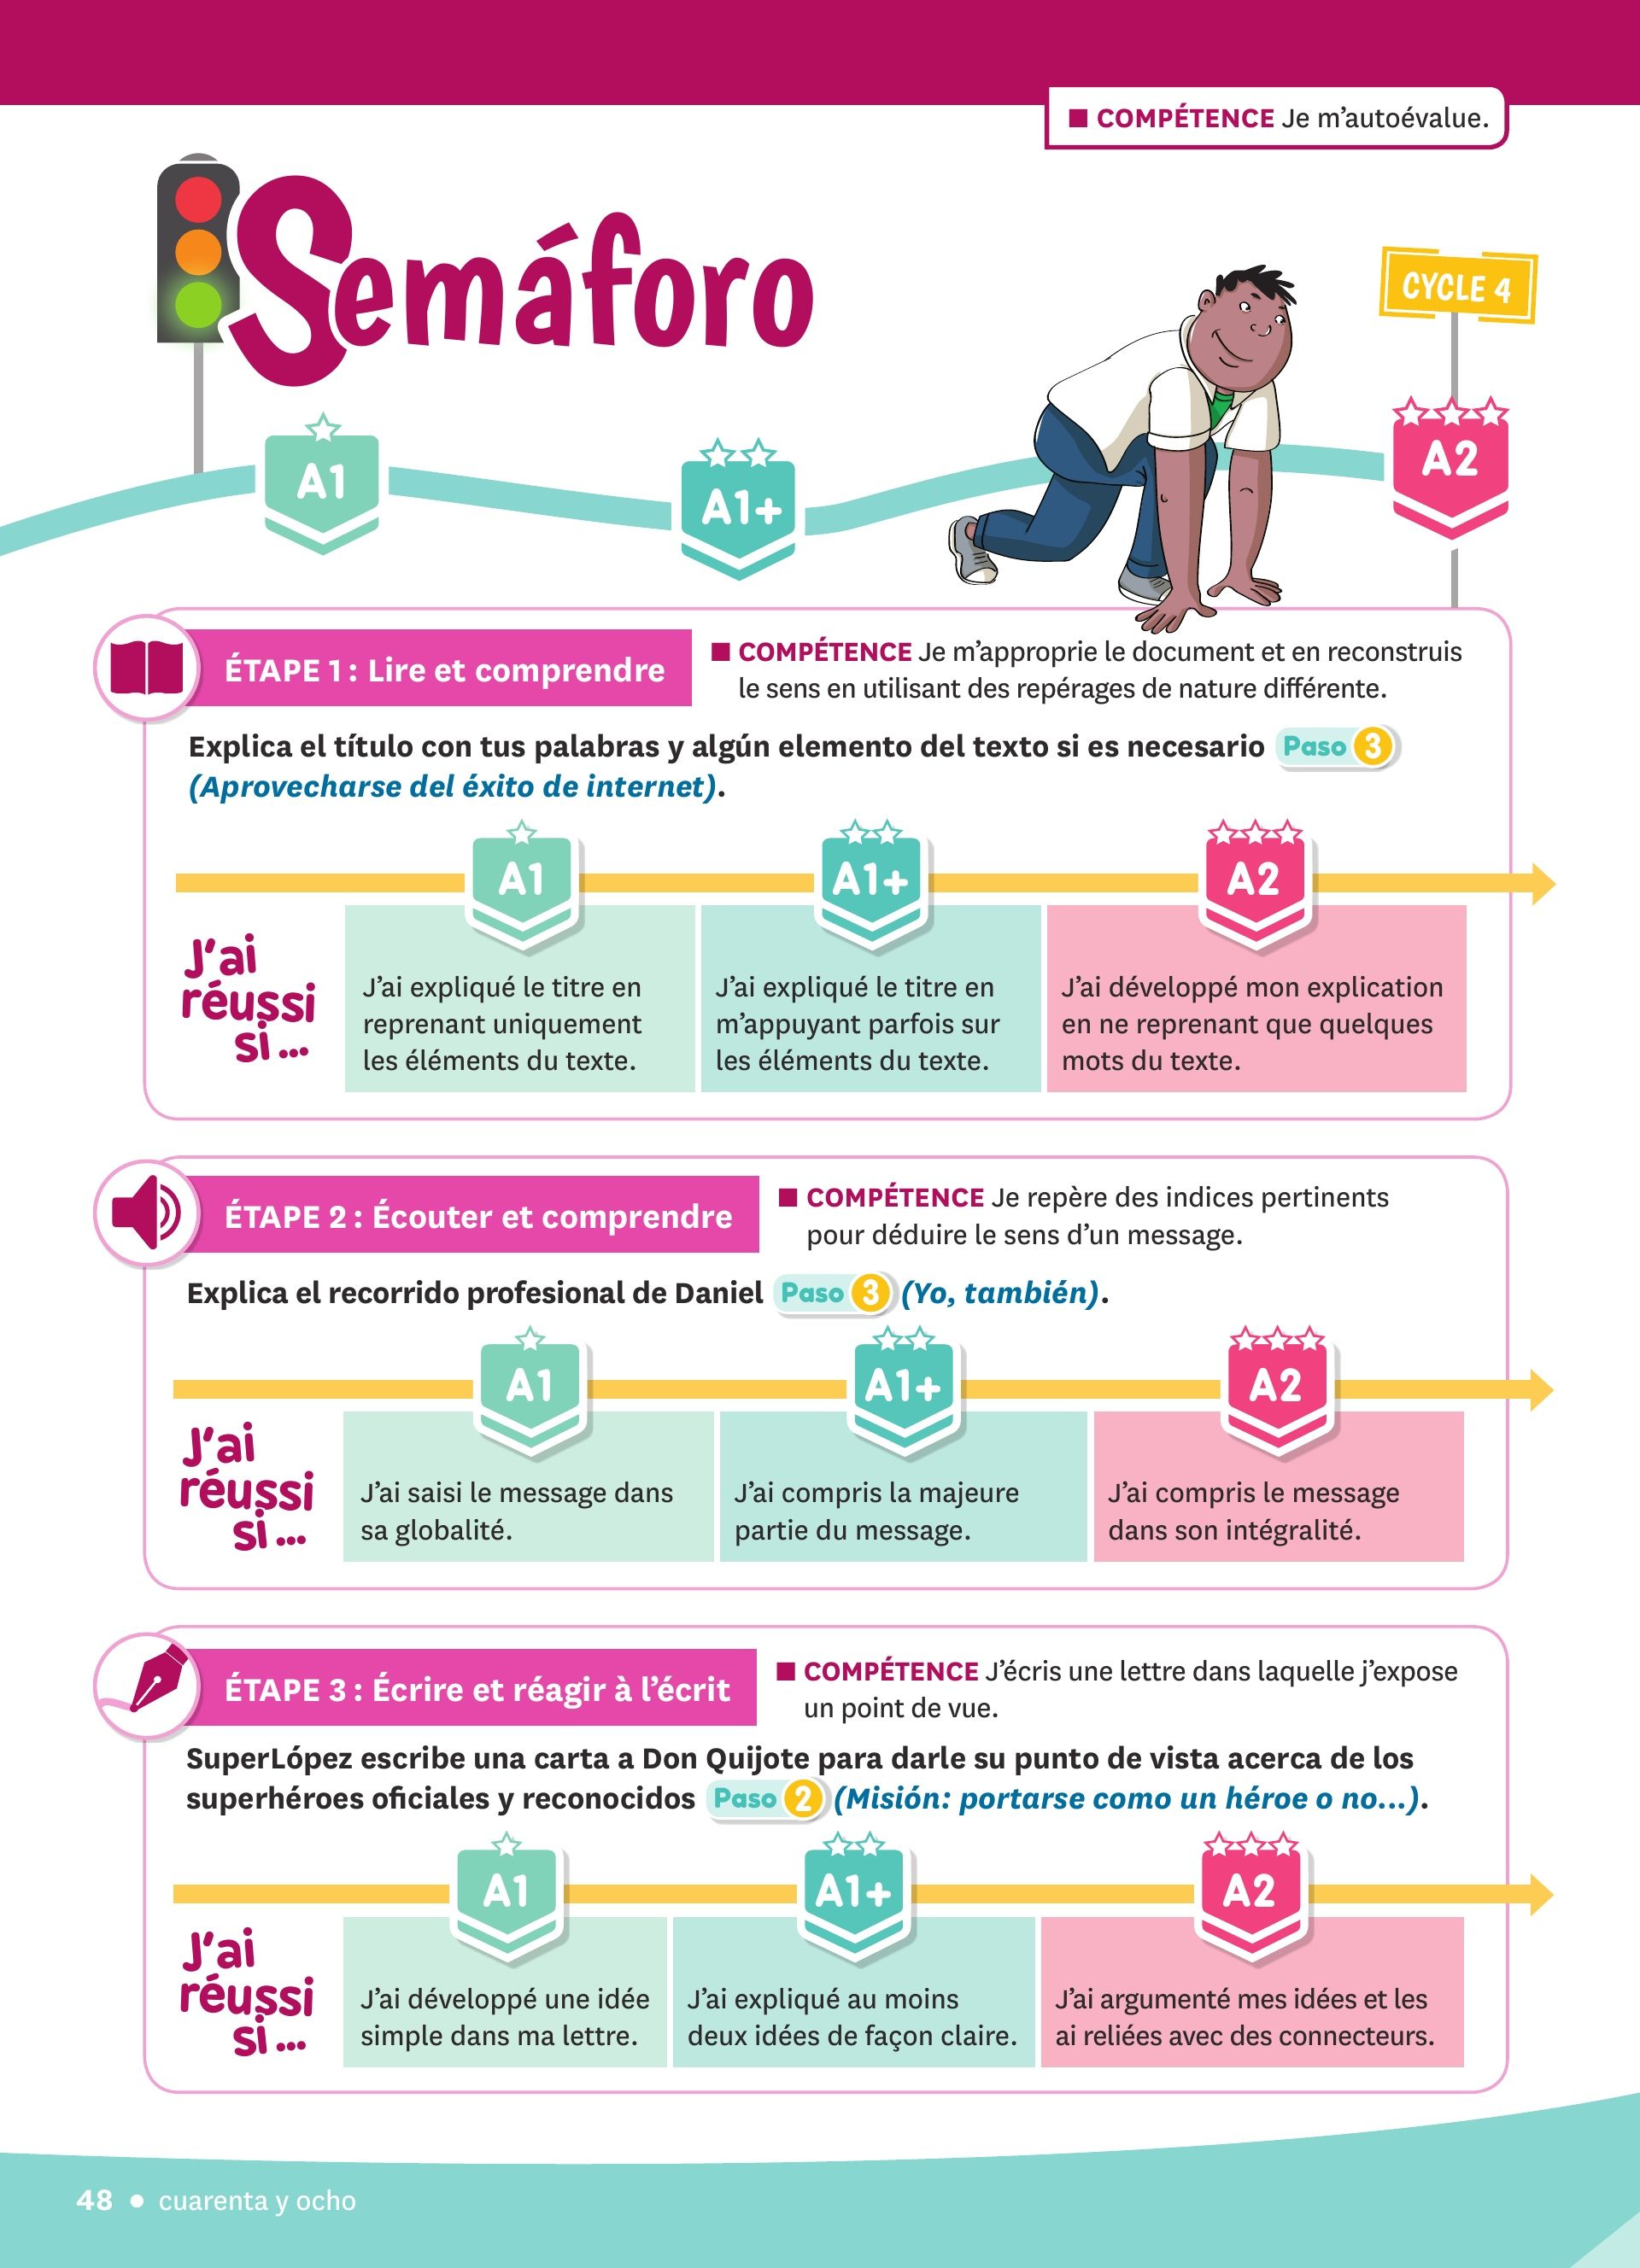 ■ COMPÉTENCE Je m’autoévalue.
Semáforo
CYCLE 4
A1
A1+
A2
ÉTAPE 1 : Lire et comprendre
■ COMPÉTENCE Je m’approprie le document et en reconstruis
le sens en utilisant des repérages de nature différente.
Explica el título con tus palabras y algún elemento del texto si es necesario Paso 3
(Aprovecharse del éxito de internet).
A1
A1+
A2
J’ai
réussi
si ...
J’ai expliqué le titre en
reprenant uniquement
les éléments du texte.
J’ai expliqué le titre en
m’appuyant parfois sur
les éléments du texte.
J’ai développé mon explication
en ne reprenant que quelques
mots du texte.
ÉTAPE 2 : Écouter et comprendre
■ COMPÉTENCE Je repère des indices pertinents
pour déduire le sens d’un message.
Explica el recorrido profesional de Daniel Paso 3 (Yo, también).
A1
A1+
A2
J’ai
réussi
si ...
J’ai saisi le message dans
sa globalité.
J’ai compris la majeure
partie du message.
J’ai compris le message
dans son intégralité.
ÉTAPE 3 : Écrire et réagir à l’écrit
■ COMPÉTENCE J’écris une lettre dans laquelle j’expose
un point de vue.
SuperLópez escribe una carta a Don Quijote para darle su punto de vista acerca de los
superhéroes oficiales y reconocidos Paso 2 (Misión: portarse como un héroe o no...).
A1
A1+
A2
J’ai
réussi
si ...
J’ai développé une idée
simple dans ma lettre.
J’ai expliqué au moins
deux idées de façon claire.
J’ai argumenté mes idées et les
ai reliées avec des connecteurs.
48 • cuarenta y ocho